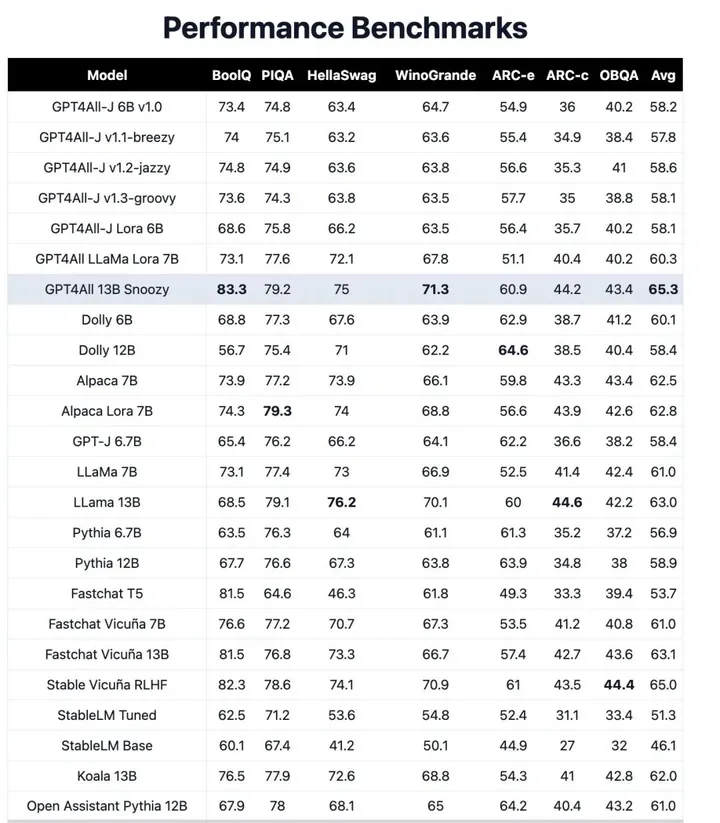 Performance Benchmarks
Model BoolQ PIQA HellaSwag WinoGrande ARC-e ARC-c OBQA Avg
GPT4All-J 6B v1.0 73.4 74.8 63.4 64.7 54.9 36 40.2 58.2
GPT4All-J v1.1-breezy 74 75.1 63.2 63.6 55.4 34.9 38.4 57.8
GPT4All-J v1.2-jazzy 74.8 74.9 63.6 63.8 56.6 35.3 41 58.6
GPT4All-J v1.3-groovy 73.6 74.3 63.8 63.5 57.7 35 38.8 58.1
GPT4All-J Lora 6B 68.6 75.8 66.2 63.5 56.4 35.7 40.2 58.1
GPT4All LLaMa Lora 7B 73.1 77.6 72.1 67.8 51.1 40.4 40.2 60.3
GPT4All 13B Snoozy 83.3 79.2 75 71.3 60.9 44.2 43.4 65.3
Dolly 6B 68.8 77.3 67.6 63.9 62.9 38.7 41.2 60.1
Dolly 12B 56.7 75.4 71 62.2 64.6 38.5 40.4 58.4
Alpaca 7B 73.9 77.2 73.9 66.1 59.8 43.3 43.4 62.5
Alpaca Lora 7B 74.3 79.3 74 68.8 56.6 43.9 42.6 62.8
GPT-J 6.7B 65.4 76.2 66.2 64.1 62.2 36.6 38.2 58.4
LLaMa 7B 73.1 77.4 73 66.9 52.5 41.4 42.4 61.0
LLama 13B 68.5 79.1 76.2 70.1 60 44.6 42.2 63.0
Pythia 6.7B 63.5 76.3 64 61.1 61.3 35.2 37.2 56.9
Pythia 12B 67.7 76.6 67.3 63.8 63.9 34.8 38 58.9
Fastchat T5 81.5 64.6 46.3 61.8 49.3 33.3 39.4 53.7
Fastchat Vicuña 7B 76.6 77.2 70.7 67.3 53.5 41.2 40.8 61.0
Fastchat Vicuña 13B 81.5 76.8 73.3 66.7 57.4 42.7 43.6 63.1
Stable Vicuña RLHF 82.3 78.6 74.1 70.9 61 43.5 44.4 65.0
StableLM Tuned 62.5 71.2 53.6 54.8 52.4 31.1 33.4 51.3
StableLM Base 60.1 67.4 41.2 50.1 44.9 27 32 46.1
Koala 13B 76.5 77.9 72.6 68.8 54.3 41 42.8 62.0
Open Assistant Pythia 12B 67.9 78 68.1 65 64.2 40.4 43.2 61.0